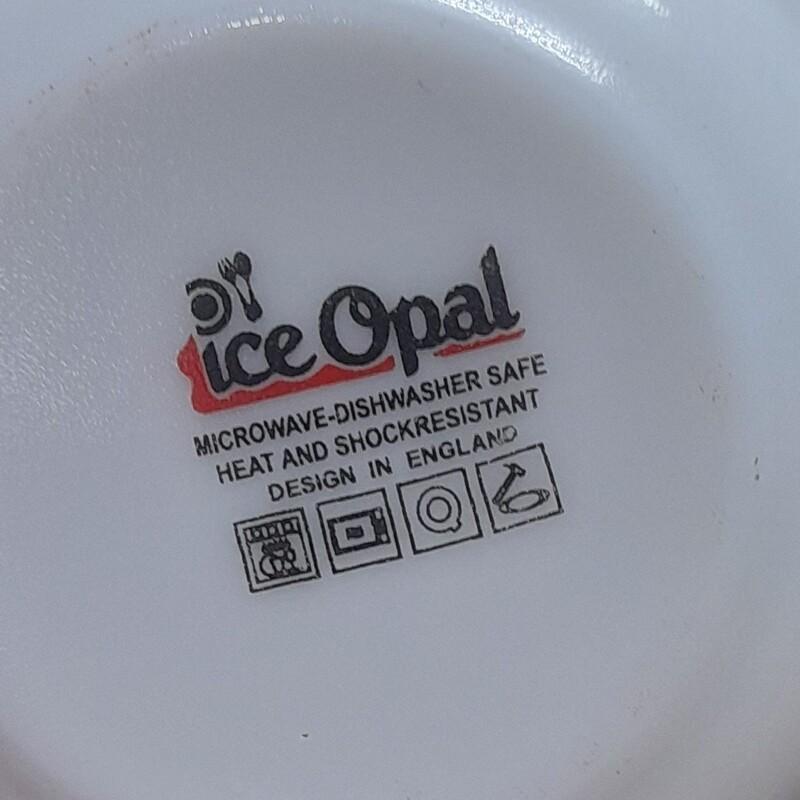 ice Opal
MICROWAVE-DISHWASHER SAFE
HEAT AND SHOCKRESISTANT
DESIGN IN ENGLAND